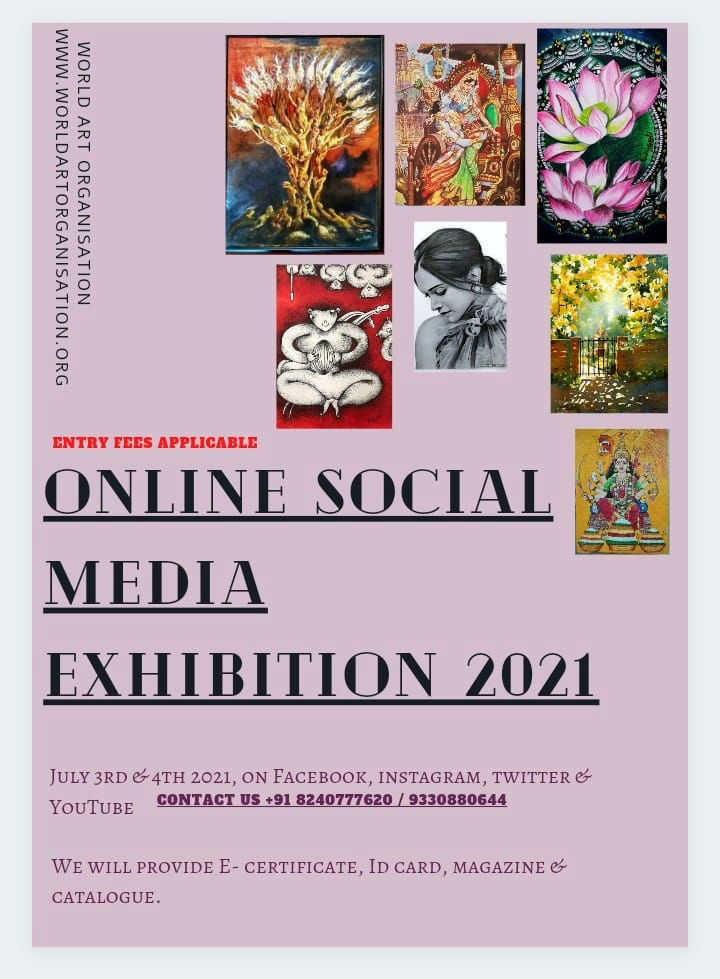 WORLD ART ORGANISATION
WWW.WORLDARTORGANISATION.ORG
ENTRY FEES APPLICABLE
ONLINE SOCIAL
MEDIA
EXHIBITION 2021
July 3rd & 4th 2021, on Facebook, instagram, twitter &
YouTube
CONTACT US +91 8240777620 / 9330880644
We will provide E- certificate, Id card, magazine &
catalogue.